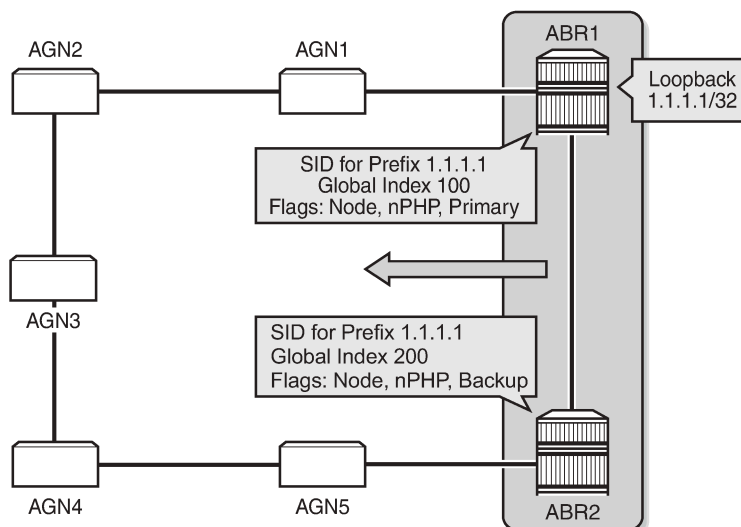 ABR1
AGN2
AGN1
Loopback
1.1.1.1/32
SID for Prefix 1.1.1.1
Global Index 100
Flags: Node, nPHP, Primary
AGN3
SID for Prefix 1.1.1.1
Global Index 200
Flags: Node, nPHP, Backup
AGN4
AGN5
ABR2